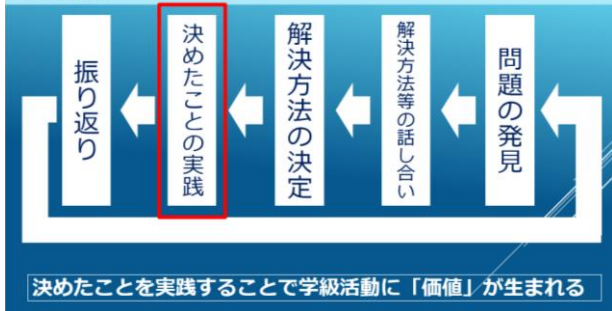 問題の発見
解決方法等の話し合い
解決方法の決定
決めたことの実践
振り返り
決めたことを実践することで学級活動に「価値」が生まれる